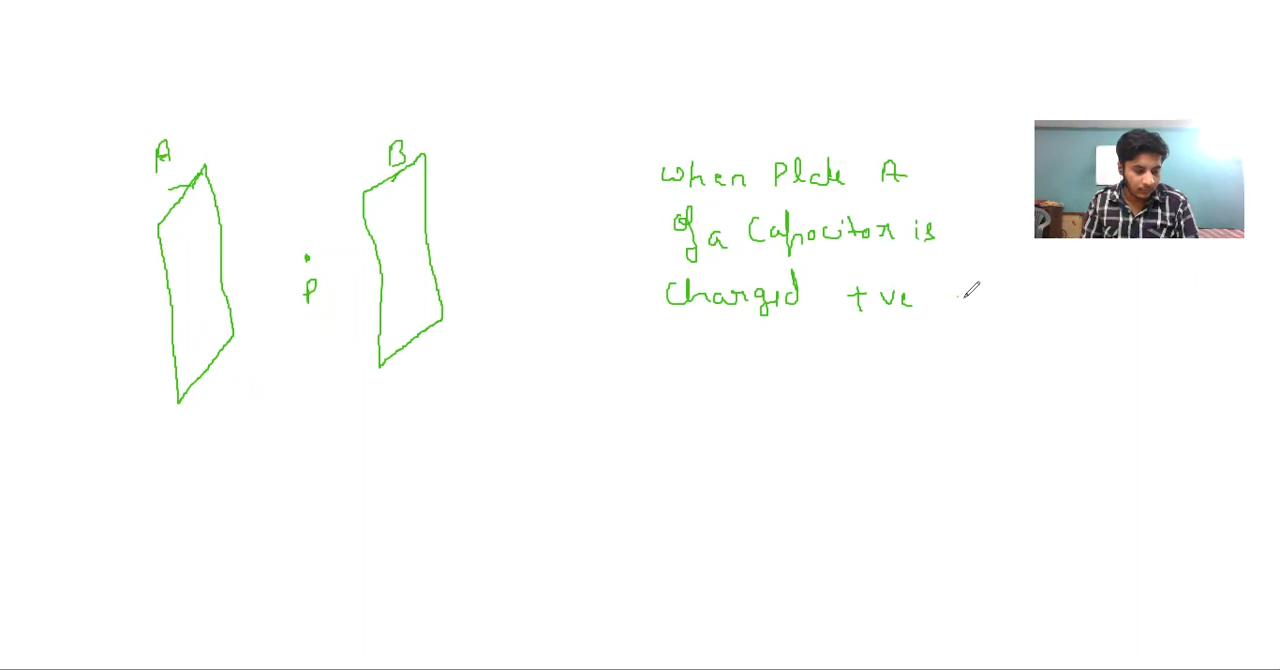 A
B
P
When Plate A
of a Capacitor is
Charged +ve